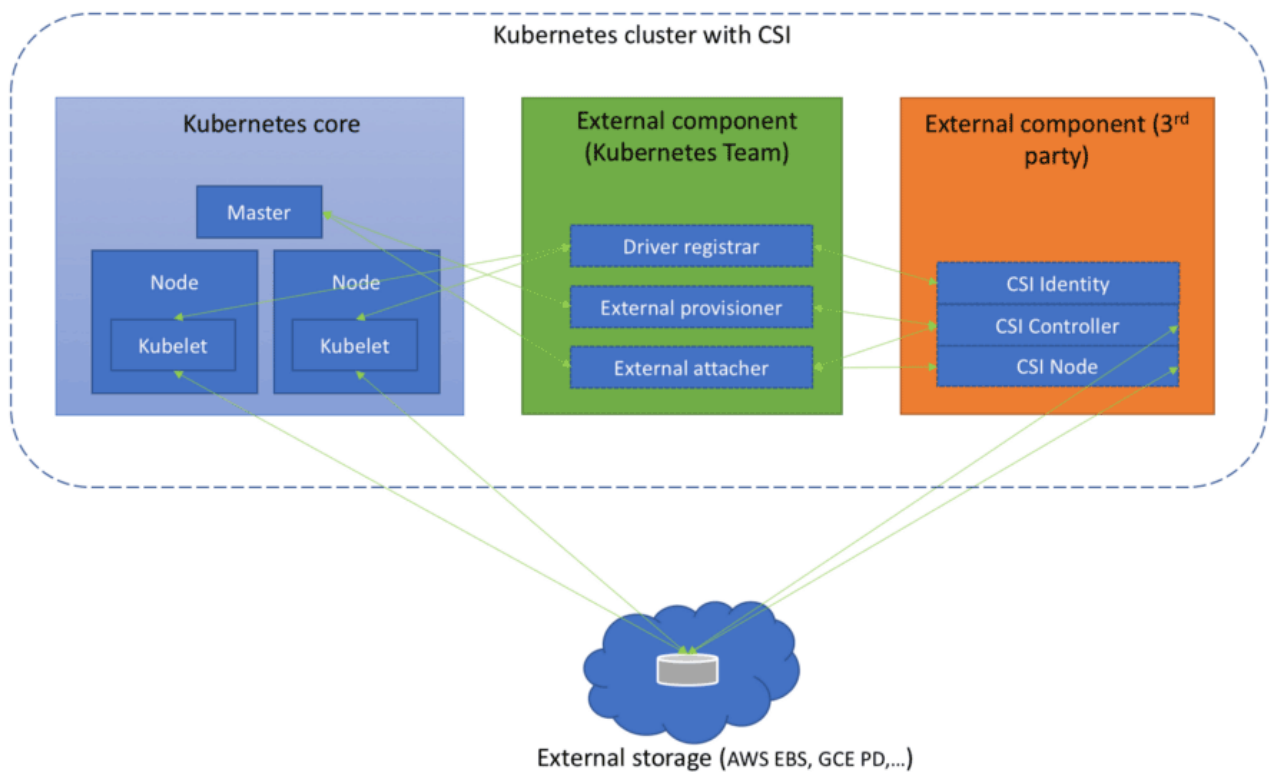 Kubernetes cluster with CSI
Kubernetes core
Master
Node
Node
Kubelet
Kubelet
External component
(Kubernetes Team)
Driver registrar
External provisioner
External attacher
External component (3rd
party)
CSI Identity
CSI Controller
CSI Node
External storage (AWS EBS, GCE PD,...)